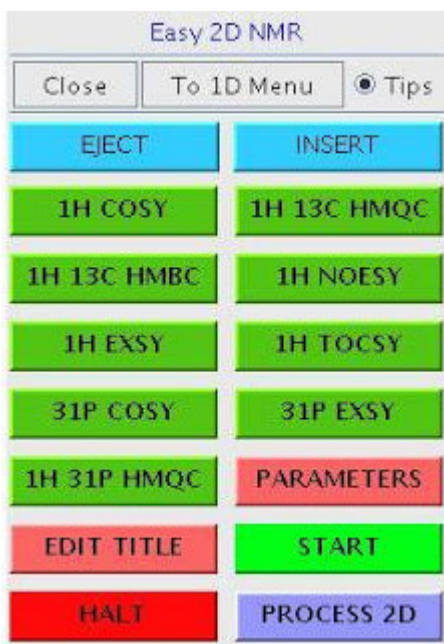 Easy 2D NMR
Close To 1D Menu Tips
EJECT INSERT
1H COSY 1H 13C HMQC
1H 13C HMBC 1H NOESY
1H EXSY 1H TOCSY
31P COSY 31P EXSY
1H 31P HMQC PARAMETERS
EDIT TITLE START
HALT PROCESS 2D